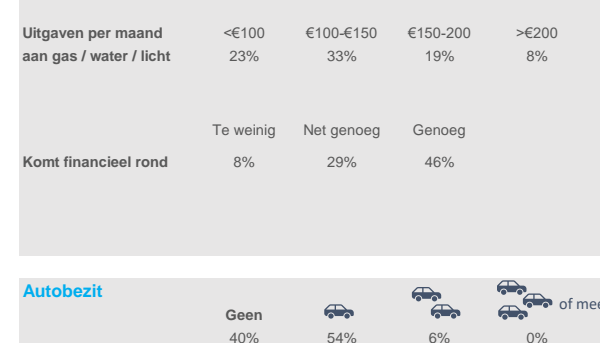 Uitgaven per maand <€100 €100-€150 €150-200 >€200
aan gas / water / licht 23% 33% 19% 8%
Te weinig Net genoeg Genoeg
Komt financieel rond 8% 29% 46%
Autobezit
Geen of mee
40% 54% 6% 0%